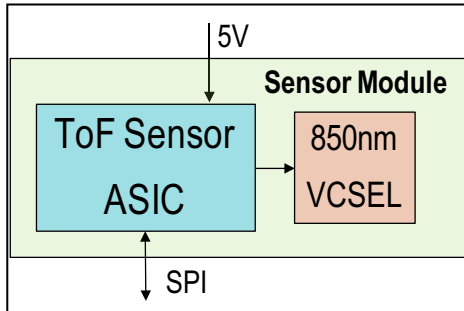 5V
Sensor Module
ToF Sensor
ASIC
850nm
VCSEL
SPI